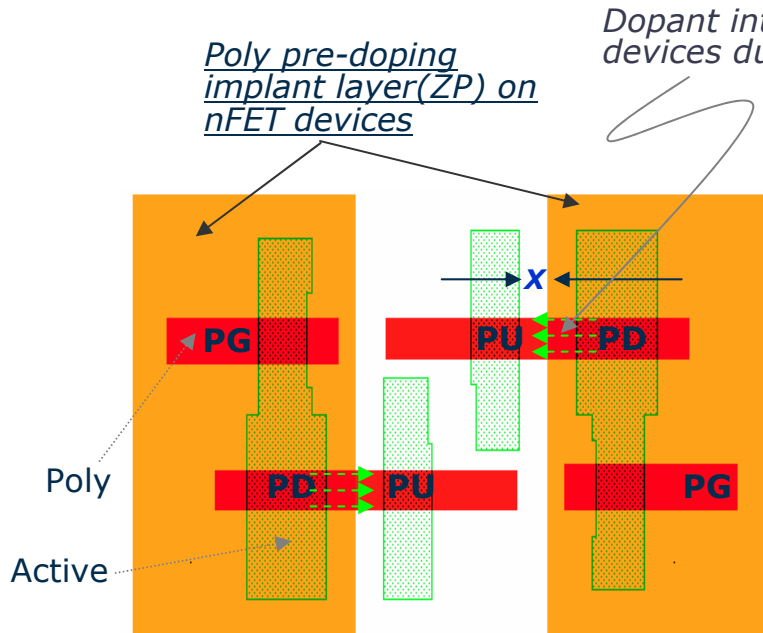 Poly pre-doping
implant layer(ZP) on
nFET devices
Dopant int
devices du
X
PG
PU
PD
PD
PU
PG
Poly
Active